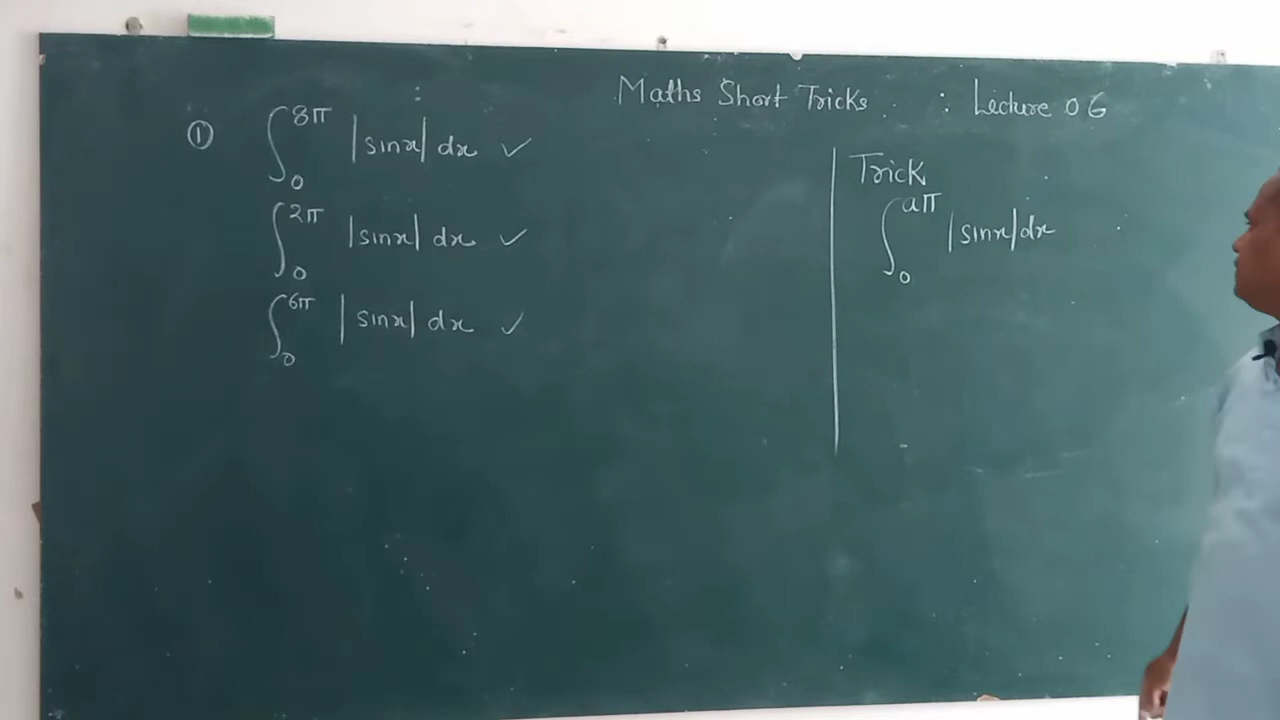 Maths Short Tricks : Lecture 06
① ∫₀^{8π} |sinx| dx ✓
∫₀^{2π} |sinx| dx ✓
∫₀^{6π} |sinx| dx ✓
Trick
∫₀^{aπ} |sinx| dx